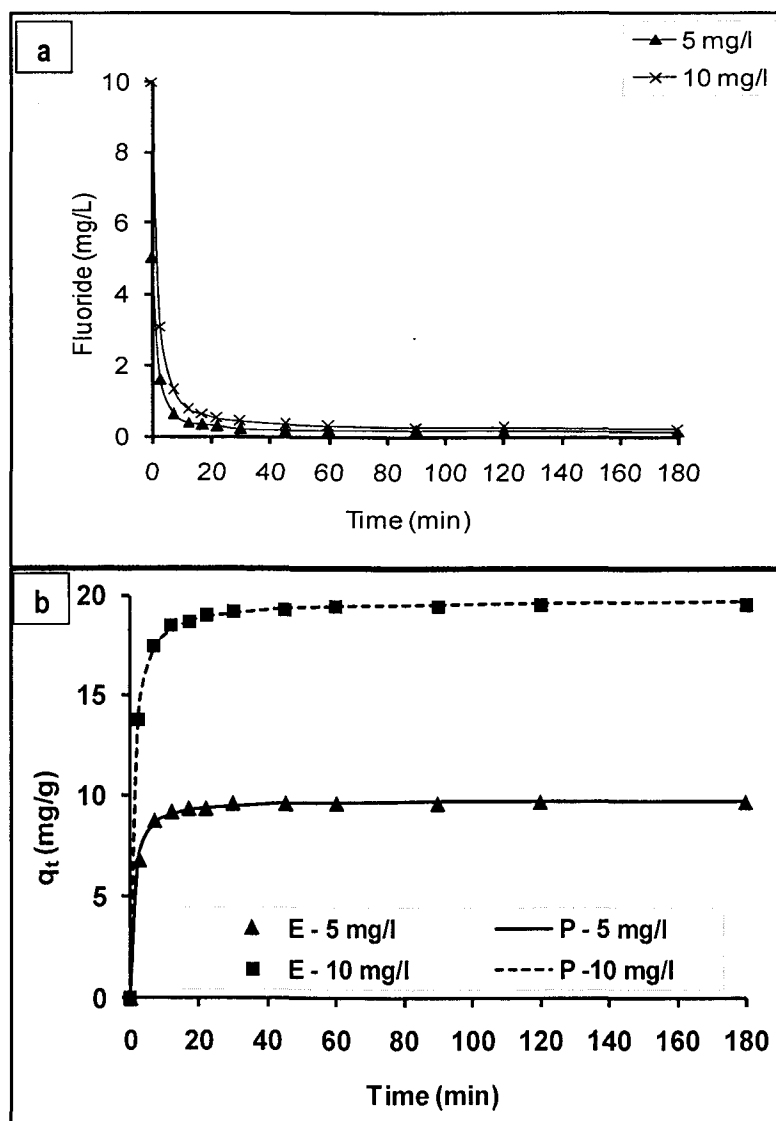 a
5 mg/l
10 mg/l
10
8
6
4
2
0
Fluoride (mg/L)
0 20 40 60 80 100 120 140 160 180
Time (min)
b
20
15
10
5
0
qt (mg/g)
E - 5 mg/l P - 5 mg/l
E - 10 mg/l P -10 mg/l
0 20 40 60 80 100 120 140 160 180
Time (min)